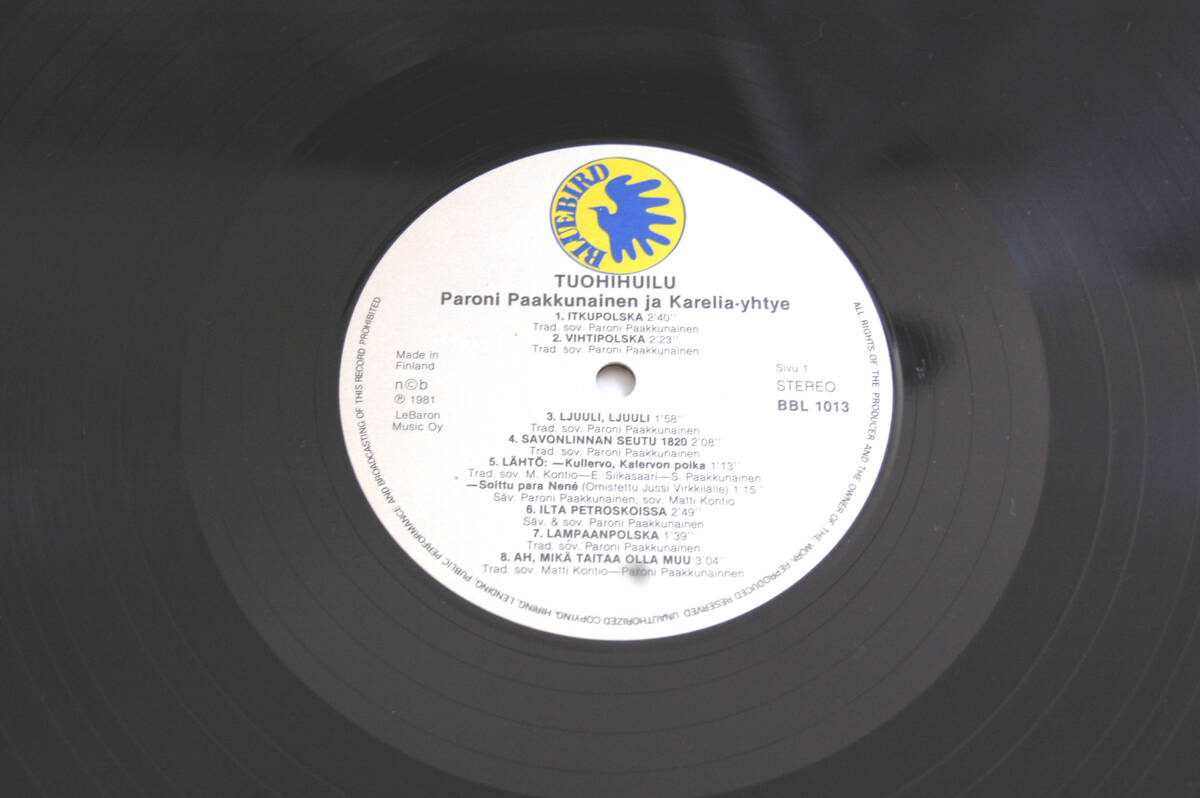 BLUEBIRD
TUOHIHUILU
Paroni Paakkunainen ja Karelia-yhtye
1. ITKUPOLSKA 2'40''
Trad. sov. Paroni Paakkunainen
2. VIHTIPOLSKA 2'23''
Trad. sov. Paroni Paakkunainen
Made in
Finland
n©b
℗ 1981
LeBaron
Music Oy
Sivu 1
STEREO
BBL 1013
3. LJUULI, LJUULI 1'58''
Trad. sov. Paroni Paakkunainen
4. SAVONLINNAN SEUTU 1820 2'08''
Trad. sov. Paroni Paakkunainen
5. LÄHTÖ: —Kullervo, Kalervon poika 1'13''
Trad. sov. M. Kontio—E. Siikasaari—S. Paakkunainen
—Soittu para Nené (Omistettu Jussi Virkkilälle) 1'15''
Säv. Paroni Paakkunainen, sov. Matti Kontio
6. ILTA PETROSKOISSA 2'49''
Säv. & sov. Paroni Paakkunainen
7. LAMPAANPOLSKA 1'39''
Trad. sov. Paroni Paakkunainen
8. AH, MIKÄ TAITAA OLLA MUU 3'04''
Trad. sov. Matti Kontio—Paroni Paakkunainnen
ALL RIGHTS OF THE PRODUCER AND THE OWNER OF THE WORK REPRODUCED RESERVED. UNAUTHORIZED COPYING, HIRING, LENDING, PUBLIC PERFORMANCE AND BROADCASTING OF THIS RECORD PROHIBITED